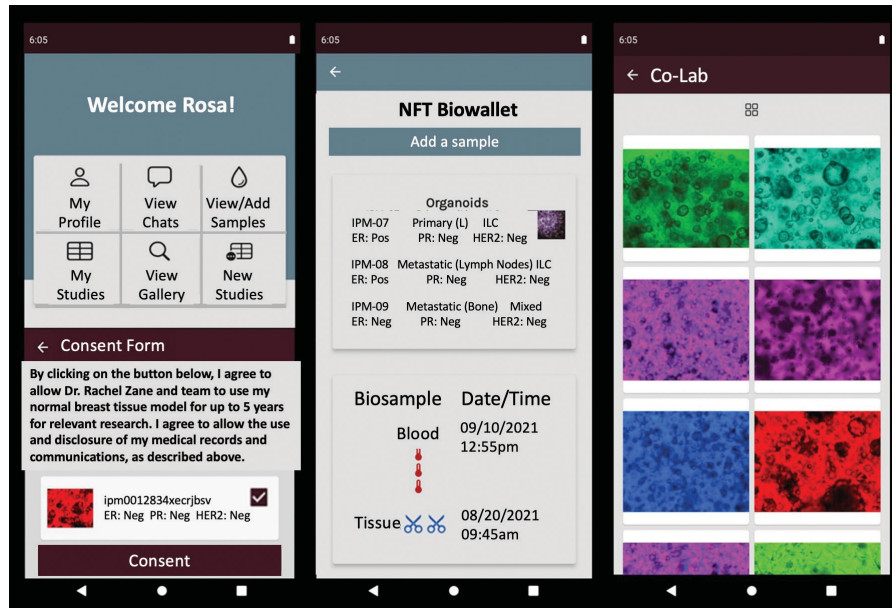 6:05
Welcome Rosa!
My
Profile
View
Chats
View/Add
Samples
My
Studies
View
Gallery
New
Studies
Consent Form
By clicking on the button below, I agree to
allow Dr. Rachel Zane and team to use my
normal breast tissue model for up to 5 years
for relevant research. I agree to allow the use
and disclosure of my medical records and
communications, as described above.
ipm0012834xecrjbsv
ER: Neg PR: Neg HER2: Neg
Consent
6:05
NFT Biowallet
Add a sample
Organoids
IPM-07 Primary (L) ILC
ER: Pos PR: Neg HER2: Neg
IPM-08 Metastatic (Lymph Nodes) ILC
ER: Pos PR: Neg HER2: Neg
IPM-09 Metastatic (Bone) Mixed
ER: Neg PR: Neg HER2: Neg
Biosample Date/Time
Blood 09/10/2021
12:55pm
Tissue 08/20/2021
09:45am
6:05
Co-Lab